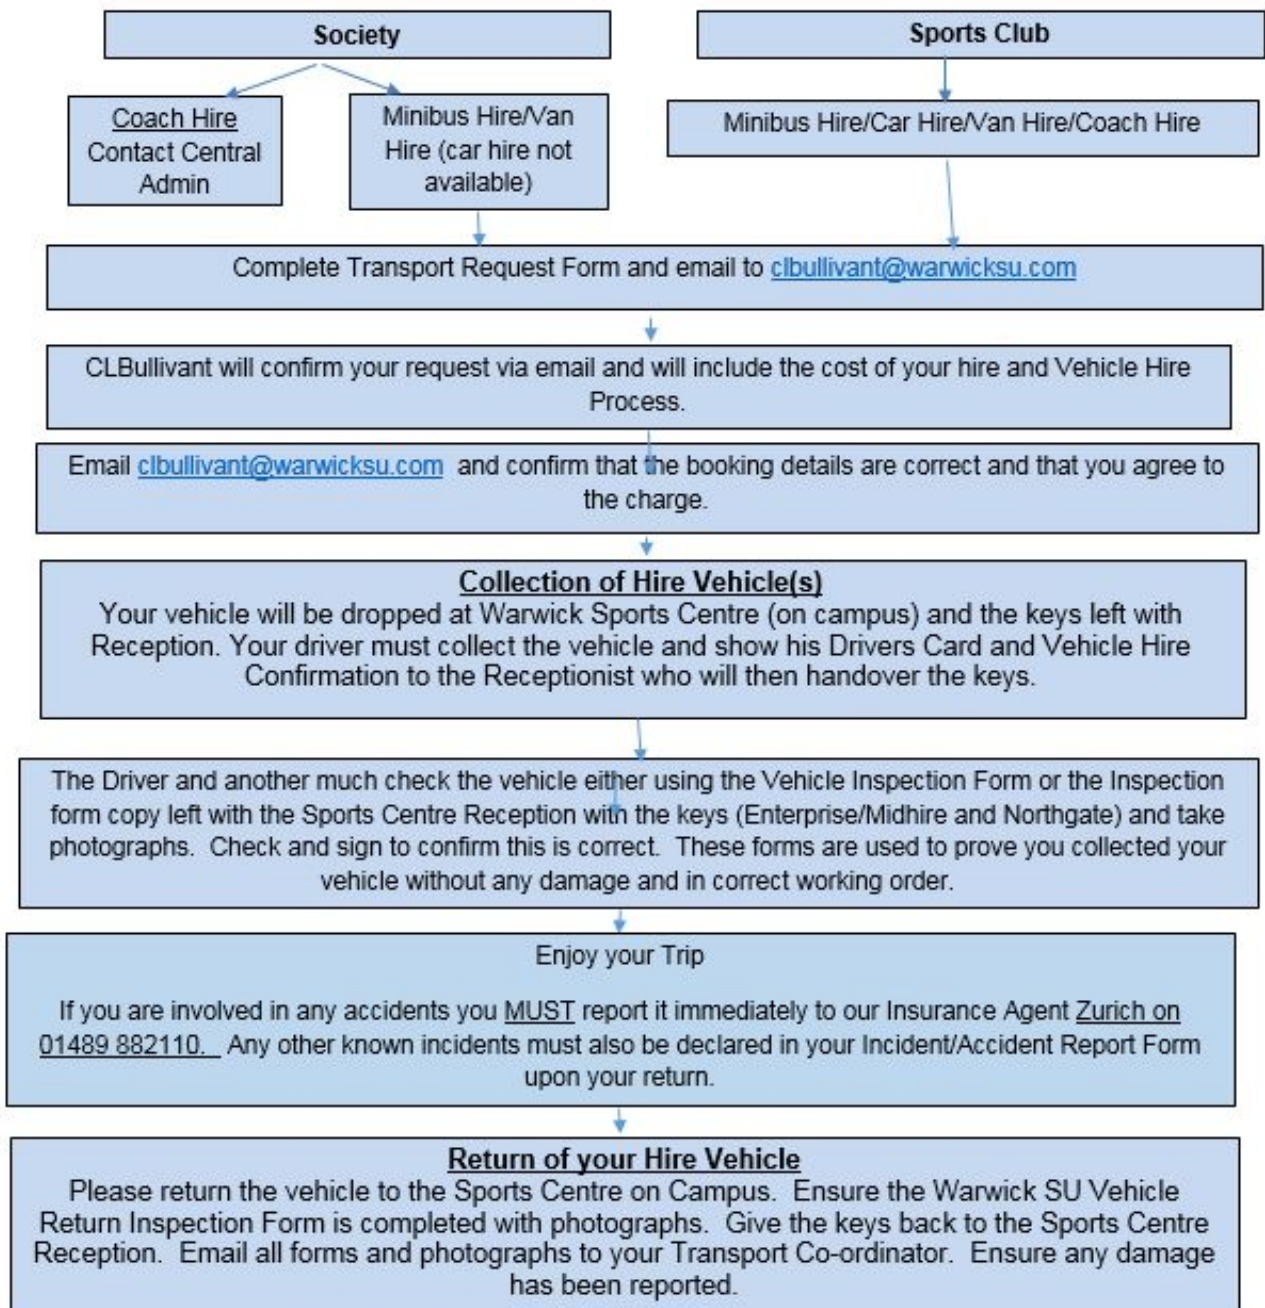 Society
Sports Club
Coach Hire
Contact Central
Admin
Minibus Hire/Van
Hire (car hire not
available)
Minibus Hire/Car Hire/Van Hire/Coach Hire
Complete Transport Request Form and email to clbullivant@warwicksu.com
CLBullivant will confirm your request via email and will include the cost of your hire and Vehicle Hire
Process.
Email clbullivant@warwicksu.com and confirm that the booking details are correct and that you agree to
the charge.
Collection of Hire Vehicle(s)
Your vehicle will be dropped at Warwick Sports Centre (on campus) and the keys left with
Reception. Your driver must collect the vehicle and show his Drivers Card and Vehicle Hire
Confirmation to the Receptionist who will then handover the keys.
The Driver and another much check the vehicle either using the Vehicle Inspection Form or the Inspection
form copy left with the Sports Centre Reception with the keys (Enterprise/Midhire and Northgate) and take
photographs. Check and sign to confirm this is correct. These forms are used to prove you collected your
vehicle without any damage and in correct working order.
Enjoy your Trip
If you are involved in any accidents you MUST report it immediately to our Insurance Agent Zurich on
01489 882110. Any other known incidents must also be declared in your Incident/Accident Report Form
upon your return.
Return of your Hire Vehicle
Please return the vehicle to the Sports Centre on Campus. Ensure the Warwick SU Vehicle
Return Inspection Form is completed with photographs. Give the keys back to the Sports Centre
Reception. Email all forms and photographs to your Transport Co-ordinator. Ensure any damage
has been reported.